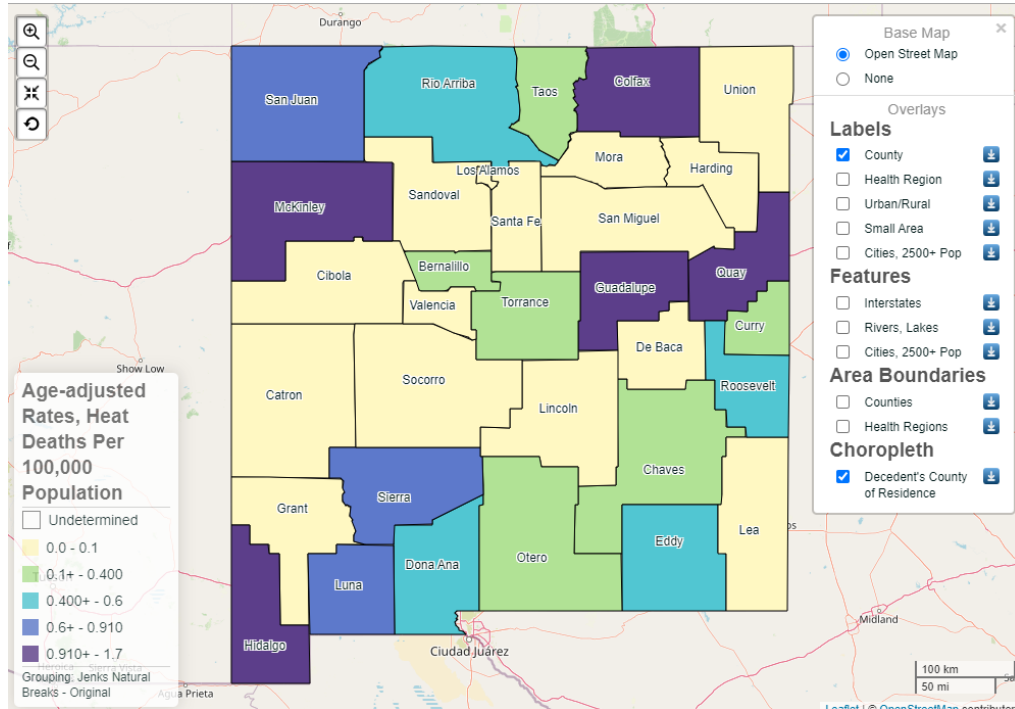 Durango
Base Map
×
Open Street Map
None
Overlays
Labels
County
Health Region
Urban/Rural
Small Area
Cities, 2500+ Pop
Features
Interstates
Rivers, Lakes
Cities, 2500+ Pop
Area Boundaries
Counties
Health Regions
Choropleth
Decedent's County
of Residence
San Juan
Rio Arriba
Taos
Colfax
Union
Mora
Harding
Los Alamos
Sandoval
McKinley
Santa Fe
San Miguel
Cibola
Bernalillo
Guadalupe
Quay
Valencia
Torrance
Curry
De Baca
Show Low
Catron
Socorro
Lincoln
Roosevelt
Chaves
Grant
Sierra
Lea
Luna
Dona Ana
Otero
Eddy
Hidalgo
Midland
Ciudad Juárez
Agua Prieta
Age-adjusted
Rates, Heat
Deaths Per
100,000
Population
Undetermined
0.0 - 0.1
0.1+ - 0.400
0.400+ - 0.6
0.6+ - 0.910
0.910+ - 1.7
Heroica
Sierra Vista
Grouping: Jenks Natural
Breaks - Original
100 km
50 mi
Leaflet | © OpenStreetMap contributor